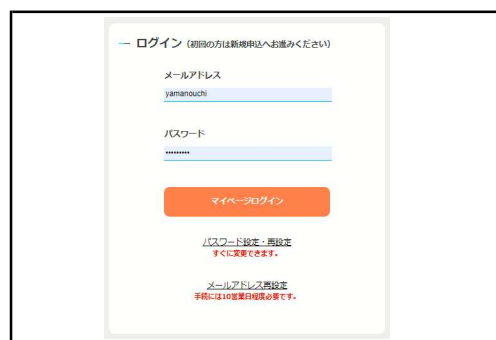 ログイン (初回の方は新規申込へお進みください)
メールアドレス
yamanouchi
パスワード
•••••••••
マイページログイン
パスワード設定・再設定
すぐに変更できます。
メールアドレス再設定
手続には10営業日程度必要です。